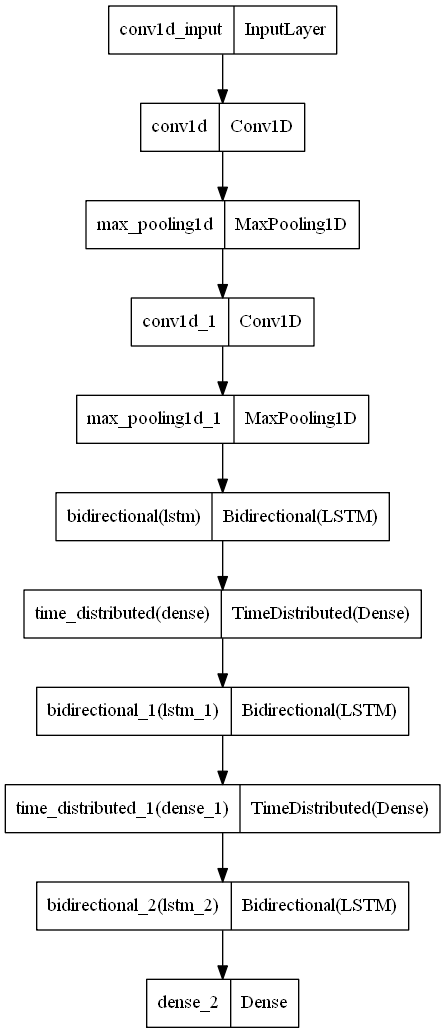 conv1d_input InputLayer
conv1d Conv1D
max_pooling1d MaxPooling1D
conv1d_1 Conv1D
max_pooling1d_1 MaxPooling1D
bidirectional(lstm) Bidirectional(LSTM)
time_distributed(dense) TimeDistributed(Dense)
bidirectional_1(lstm_1) Bidirectional(LSTM)
time_distributed_1(dense_1) TimeDistributed(Dense)
bidirectional_2(lstm_2) Bidirectional(LSTM)
dense_2 Dense